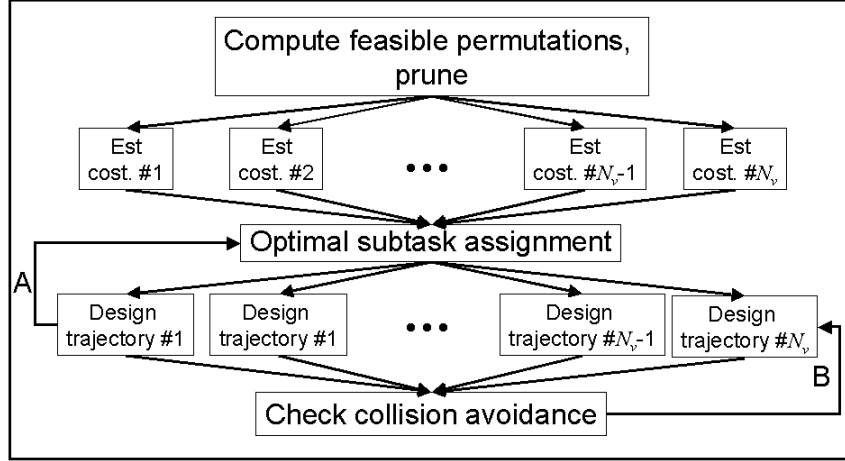 Compute feasible permutations,
prune
Est
cost. #1
Est
cost. #2
•••
Est
cost. #Nv-1
Est
cost. #Nv
Optimal subtask assignment
A
Design
trajectory #1
Design
trajectory #1
•••
Design
trajectory #Nv-1
Design
trajectory #Nv
B
Check collision avoidance